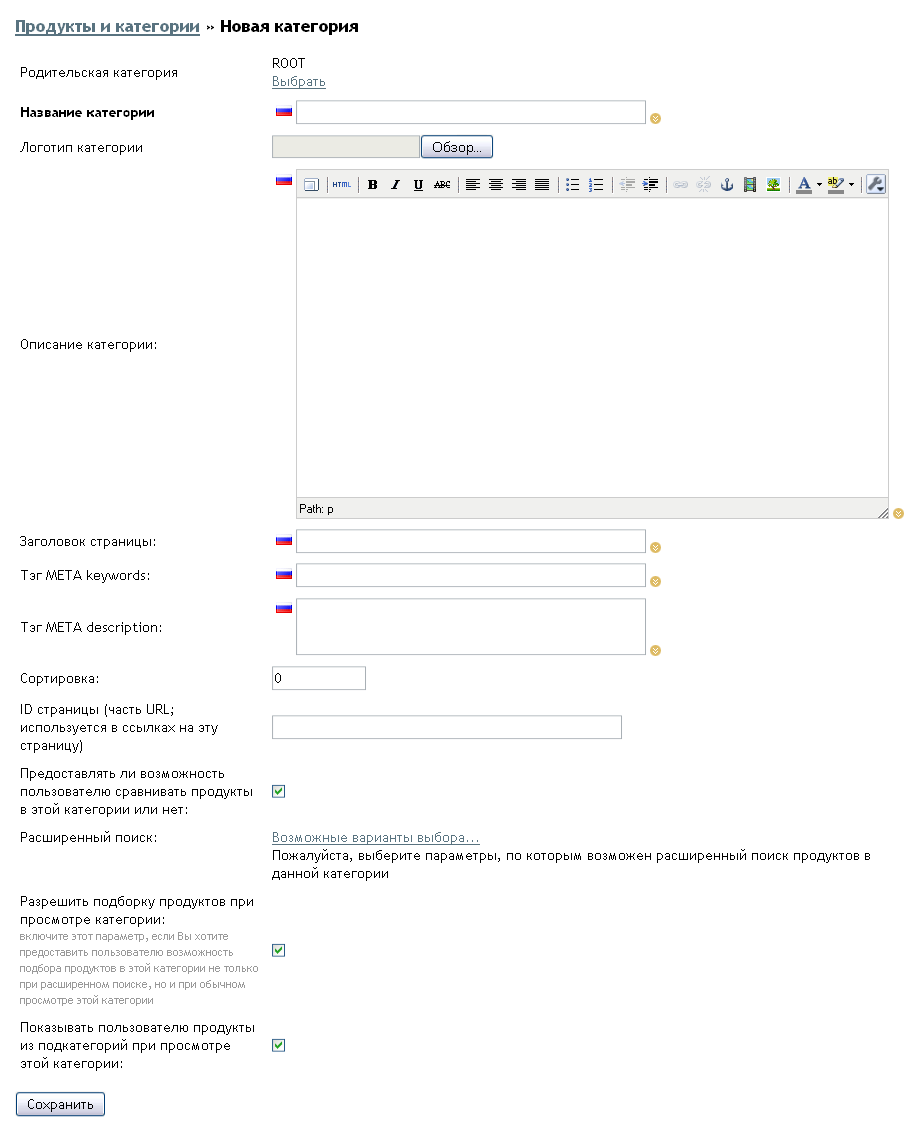 Продукты и категории » Новая категория
Родительская категория
ROOT
Выбрать
Название категории
Логотип категории
Обзор...
HTML B I U ABC A ab
Описание категории:
Path: p
Заголовок страницы:
Тэг META keywords:
Тэг META description:
Сортировка:
0
ID страницы (часть URL;
используется в ссылках на эту
страницу)
Предоставлять ли возможность
пользователю сравнивать продукты
в этой категории или нет:
Расширенный поиск:
Возможные варианты выбора...
Пожалуйста, выберите параметры, по которым возможен расширенный поиск продуктов в
данной категории
Разрешить подборку продуктов при
просмотре категории:
включите этот параметр, если Вы хотите
предоставить пользователю возможность
подбора продуктов в этой категории не только
при расширенном поиске, но и при обычном
просмотре этой категории
Показывать пользователю продукты
из подкатегорий при просмотре
этой категории:
Сохранить